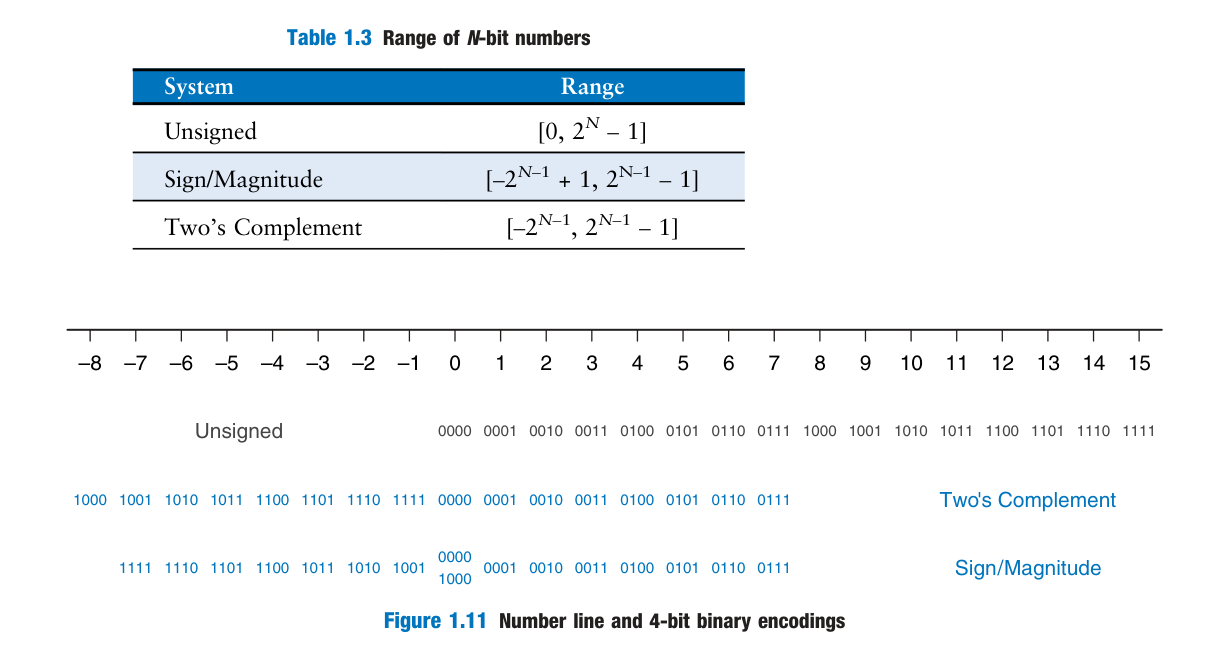 Table 1.3 Range of N-bit numbers
System Range
Unsigned [0, 2^N – 1]
Sign/Magnitude [–2^N–1 + 1, 2^N–1 – 1]
Two’s Complement [–2^N–1, 2^N–1 – 1]
–8 –7 –6 –5 –4 –3 –2 –1 0 1 2 3 4 5 6 7 8 9 10 11 12 13 14 15
Unsigned 0000 0001 0010 0011 0100 0101 0110 0111 1000 1001 1010 1011 1100 1101 1110 1111
1000 1001 1010 1011 1100 1101 1110 1111 0000 0001 0010 0011 0100 0101 0110 0111 Two's Complement
0000
1111 1110 1101 1100 1011 1010 1001 0001 0010 0011 0100 0101 0110 0111 Sign/Magnitude
1000
Figure 1.11 Number line and 4-bit binary encodings